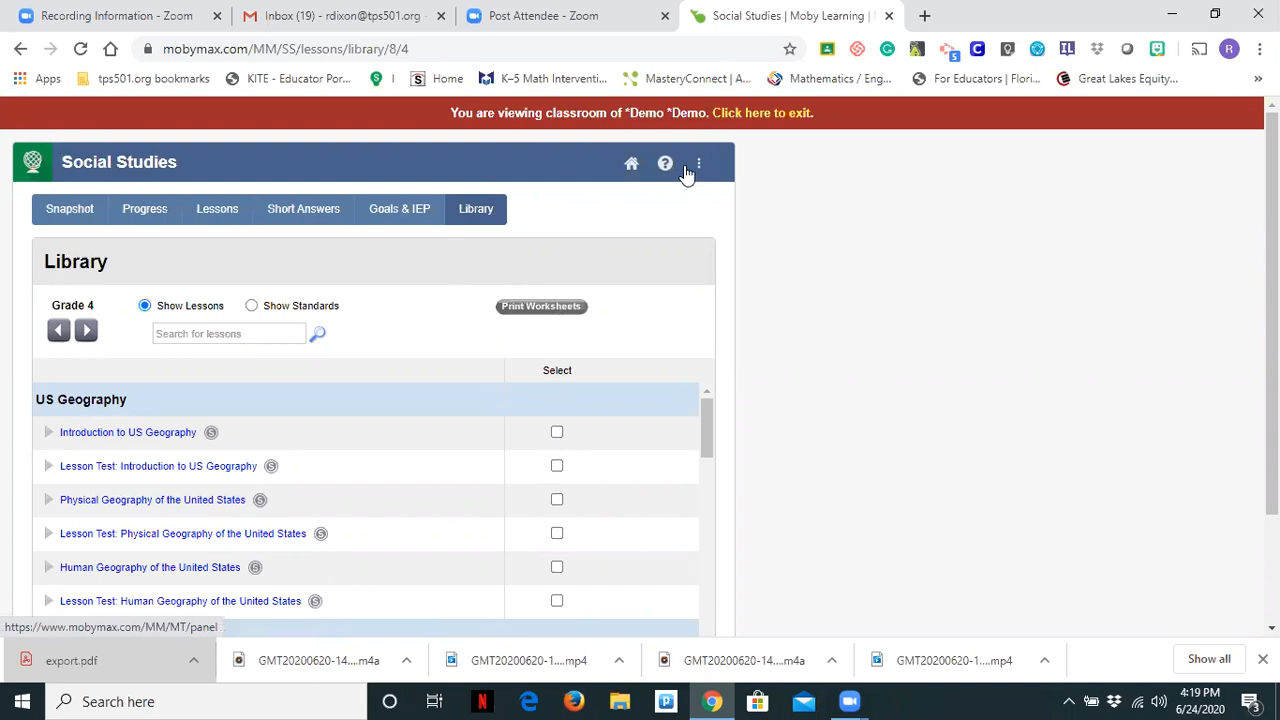 Recording Information - Zoom
Inbox (19) - rdixon@tps501.org -
Post Attendee - Zoom
Social Studies | Moby Learning |
mobymax.com/MM/SS/lessons/library/8/4
R
Apps
tps501.org bookmarks
KITE - Educator Por...
I
Home
K–5 Math Interventi...
MasteryConnect | A...
Mathematics / Eng...
For Educators | Flori...
Great Lakes Equity...
»
You are viewing classroom of *Demo *Demo. Click here to exit.
Social Studies
Snapshot
Progress
Lessons
Short Answers
Goals & IEP
Library
Library
Grade 4
Show Lessons
Show Standards
Print Worksheets
Search for lessons
Select
US Geography
Introduction to US Geography
Lesson Test: Introduction to US Geography
Physical Geography of the United States
Lesson Test: Physical Geography of the United States
Human Geography of the United States
Lesson Test: Human Geography of the United States
https://www.mobymax.com/MM/MT/panel
export.pdf
GMT20200620-14....m4a
GMT20200620-1....mp4
GMT20200620-14....m4a
GMT20200620-1....mp4
Show all
Search here
4:19 PM
6/24/2020